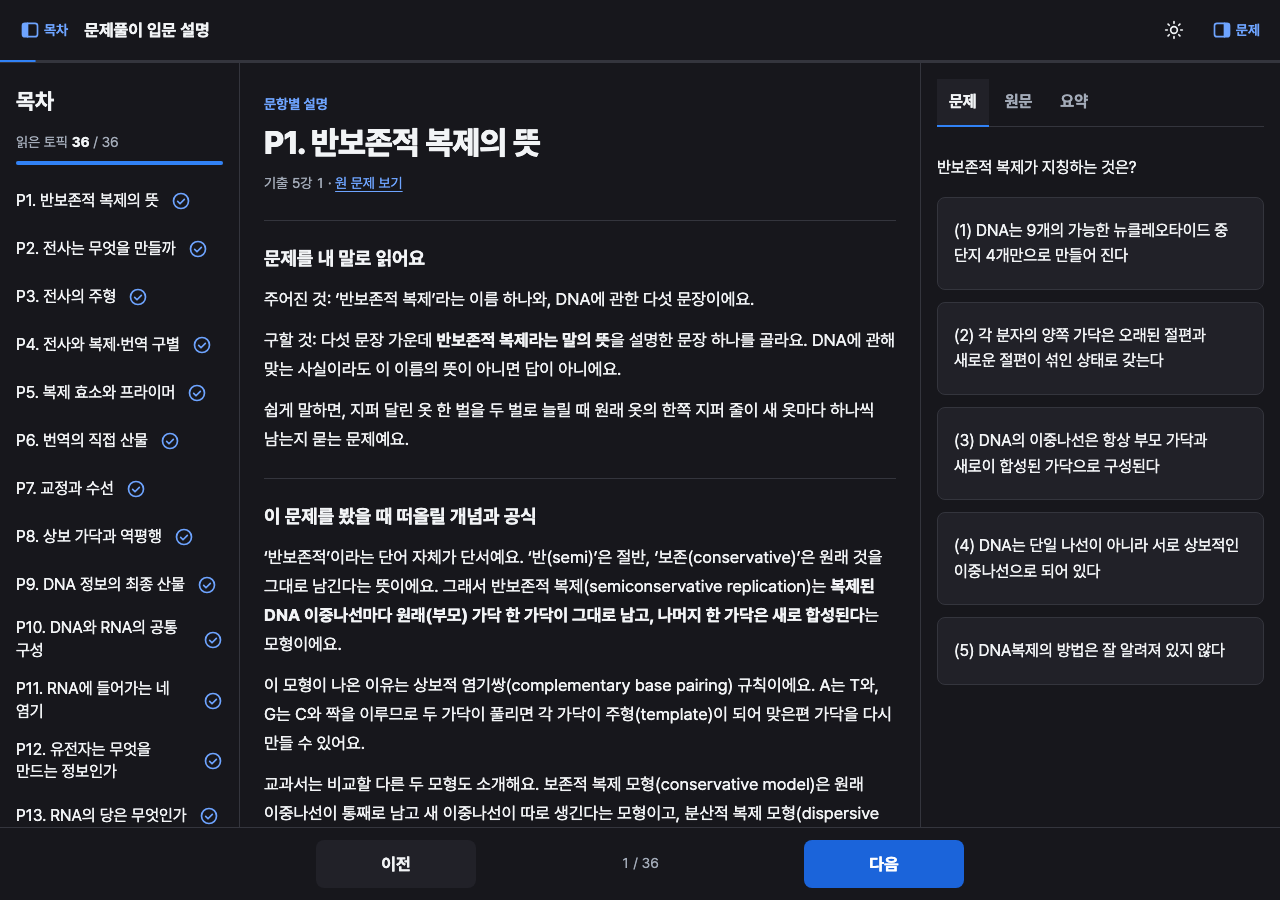 목차
문제풀이 입문 설명
문제
목차
읽은 토픽 36 / 36
P1. 반보존적 복제의 뜻
P2. 전사는 무엇을 만들까
P3. 전사의 주형
P4. 전사와 복제·번역 구별
P5. 복제 효소와 프라이머
P6. 번역의 직접 산물
P7. 교정과 수선
P8. 상보 가닥과 역평행
P9. DNA 정보의 최종 산물
P10. DNA와 RNA의 공통
구성
P11. RNA에 들어가는 네
염기
P12. 유전자는 무엇을
만드는 정보인가
P13. RNA의 당은 무엇인가
문항별 설명
P1. 반보존적 복제의 뜻
기출 5강 1 · 원 문제 보기
문제를 내 말로 읽어요
주어진 것: ‘반보존적 복제’라는 이름 하나와, DNA에 관한 다섯 문장이에요.
구할 것: 다섯 문장 가운데 반보존적 복제라는 말의 뜻을 설명한 문장 하나를 골라요. DNA에 관해
맞는 사실이라도 이 이름의 뜻이 아니면 답이 아니에요.
쉽게 말하면, 지퍼 달린 옷 한 벌을 두 벌로 늘릴 때 원래 옷의 한쪽 지퍼 줄이 새 옷마다 하나씩
남는지 묻는 문제예요.
이 문제를 봤을 때 떠올릴 개념과 공식
‘반보존적’이라는 단어 자체가 단서예요. ‘반(semi)’은 절반, ‘보존(conservative)’은 원래 것을
그대로 남긴다는 뜻이에요. 그래서 반보존적 복제(semiconservative replication)는 복제된
DNA 이중나선마다 원래(부모) 가닥 한 가닥이 그대로 남고, 나머지 한 가닥은 새로 합성된다는
모형이에요.
이 모형이 나온 이유는 상보적 염기쌍(complementary base pairing) 규칙이에요. A는 T와,
G는 C와 짝을 이루므로 두 가닥이 풀리면 각 가닥이 주형(template)이 되어 맞은편 가닥을 다시
만들 수 있어요.
교과서는 비교할 다른 두 모형도 소개해요. 보존적 복제 모형(conservative model)은 원래
이중나선이 통째로 남고 새 이중나선이 따로 생긴다는 모형이고, 분산적 복제 모형(dispersive
문제
원문
요약
반보존적 복제가 지칭하는 것은?
(1) DNA는 9개의 가능한 뉴클레오타이드 중
단지 4개만으로 만들어 진다
(2) 각 분자의 양쪽 가닥은 오래된 절편과
새로운 절편이 섞인 상태로 갖는다
(3) DNA의 이중나선은 항상 부모 가닥과
새로이 합성된 가닥으로 구성된다
(4) DNA는 단일 나선이 아니라 서로 상보적인
이중나선으로 되어 있다
(5) DNA복제의 방법은 잘 알려져 있지 않다
이전
1 / 36
다음